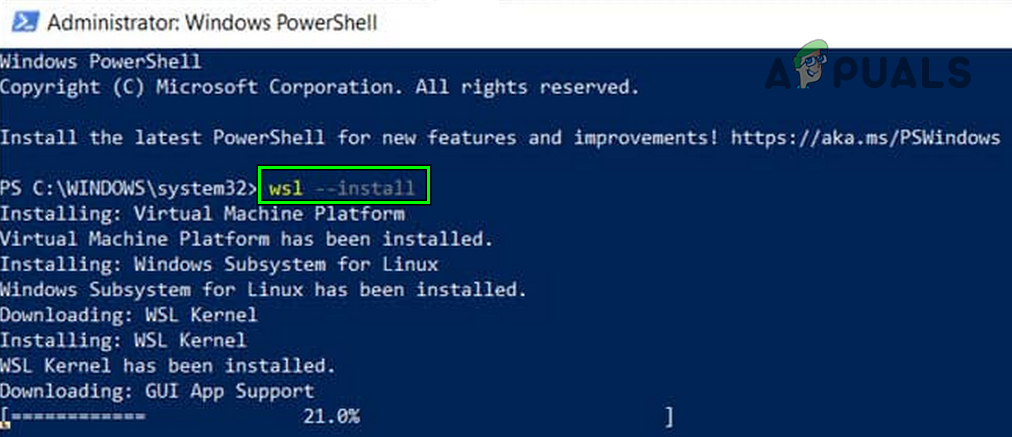 Administrator: Windows PowerShell
APPUALS
Windows PowerShell
Copyright (C) Microsoft Corporation. All rights reserved.
Install the latest PowerShell for new features and improvements! https://aka.ms/PSWindows
PS C:\WINDOWS\system32> wsl --install
Installing: Virtual Machine Platform
Virtual Machine Platform has been installed.
Installing: Windows Subsystem for Linux
Windows Subsystem for Linux has been installed.
Downloading: WSL Kernel
Installing: WSL Kernel
WSL Kernel has been installed.
Downloading: GUI App Support
[============ 21.0% ]